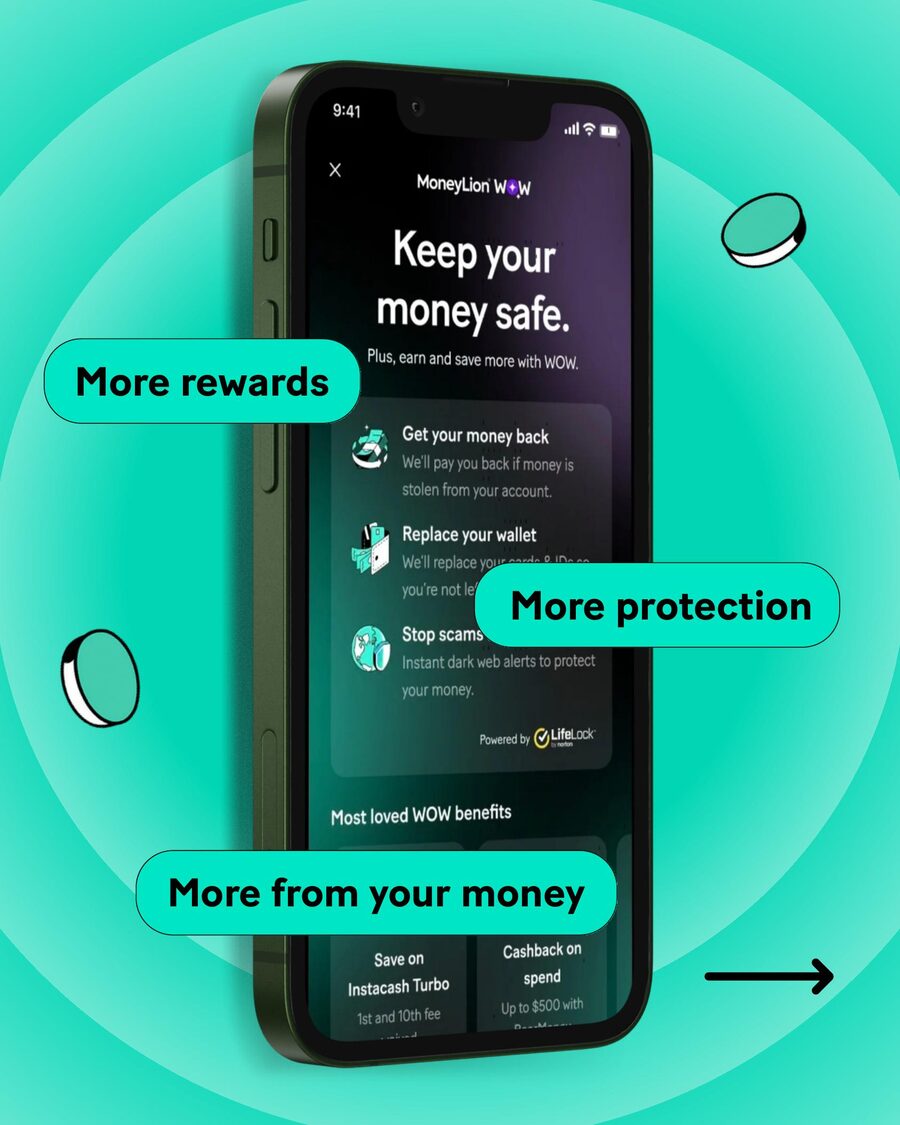 9:41
MoneyLion WOW
Keep your
money safe.
Plus, earn and save more with WOW.
More rewards
Get your money back
We'll pay you back if money is
stolen from your account.
Replace your wallet
We'll replace your cards & IDs so
you're not
More protection
Stop scams
Instant dark web alerts to protect
your money.
Powered by LifeLock
by norton
Most loved WOW benefits
More from your money
Save on
Instacash Turbo
1st and 10th fee
Cashback on
spend
Up to $500 with